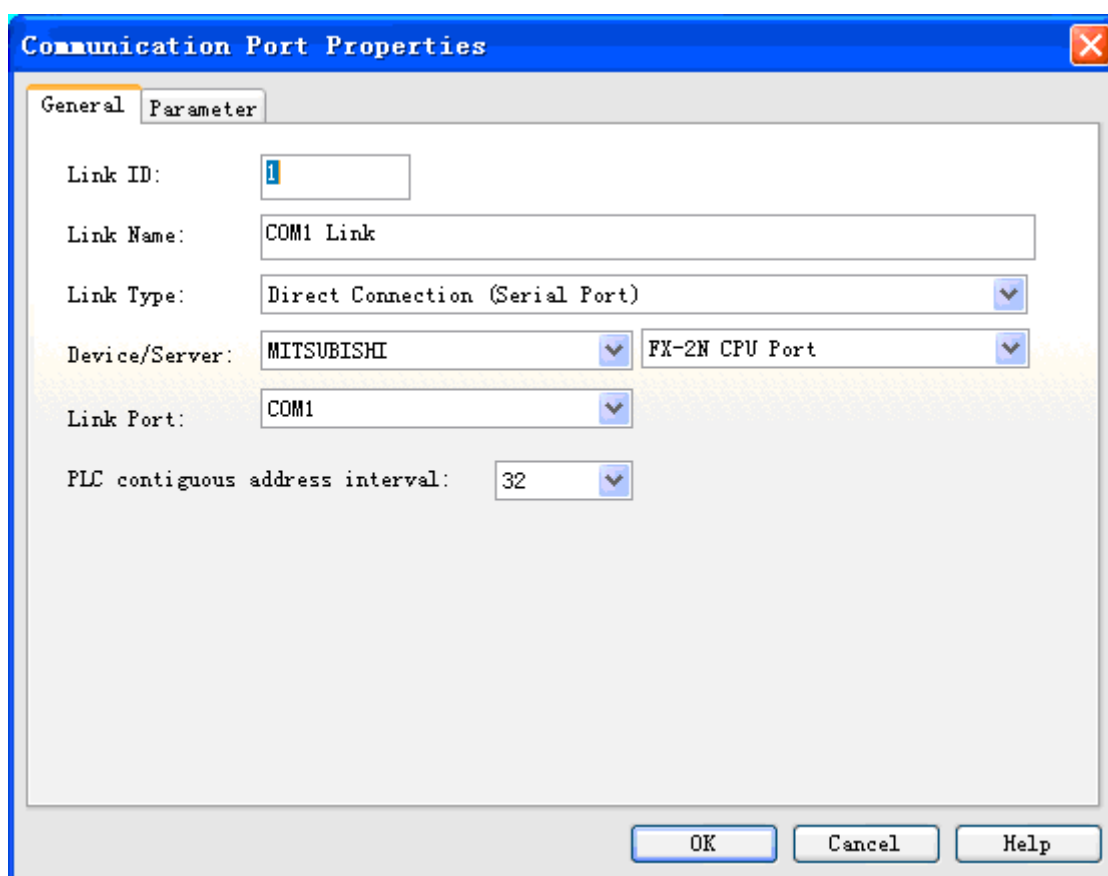 Communication Port Properties
General Parameter
Link ID: 1
Link Name: COM1 Link
Link Type: Direct Connection (Serial Port)
Device/Server: MITSUBISHI FX-2N CPU Port
Link Port: COM1
PLC contiguous address interval: 32
OK Cancel Help